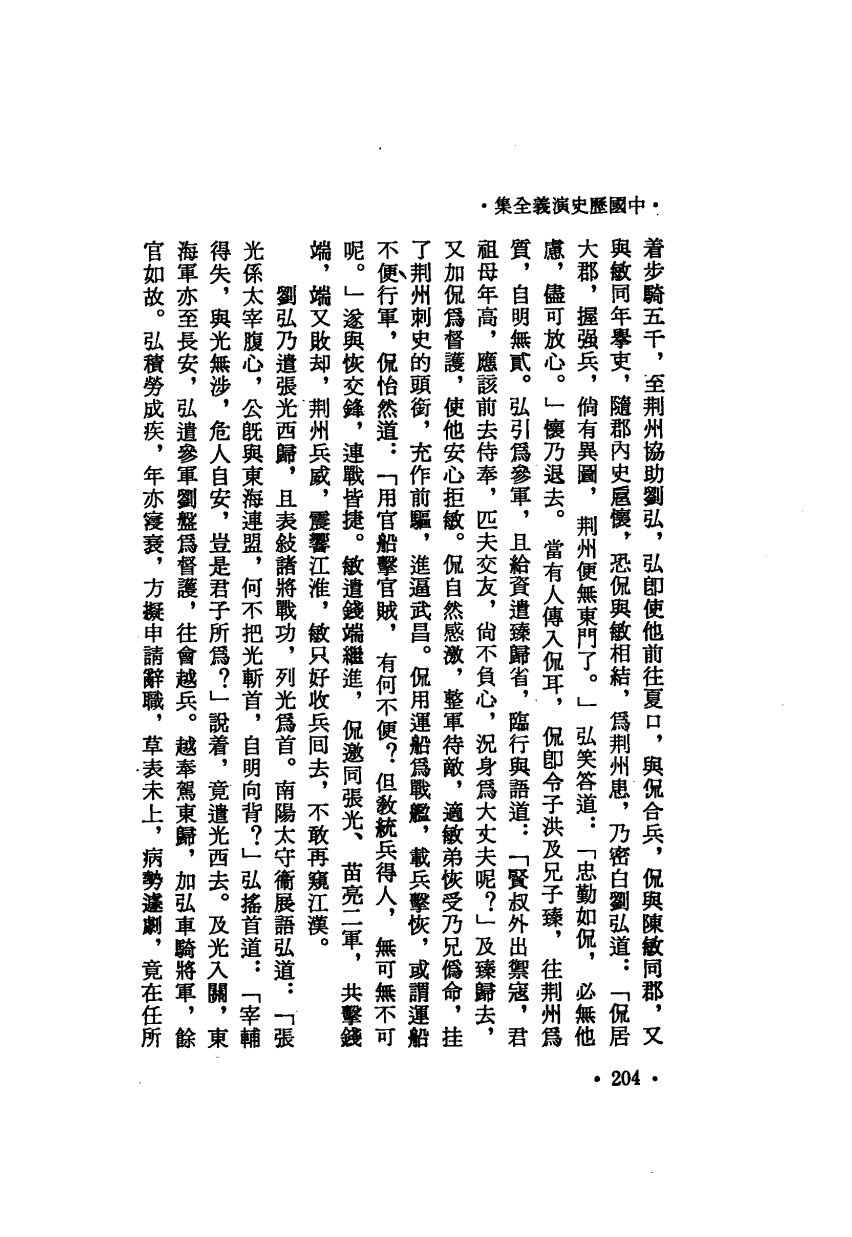 ·中國歷史演義全集·
着步騎五千，至荆州協助劉弘，弘卽使他前往夏口，與侃合兵，侃與陳敏同郡，又
與敏同年舉吏，隨郡內史扈懷，恐侃與敏相結，爲荆州患，乃密白劉弘道：「侃居
大郡，握强兵，倘有異圖，荆州便無東門了。」弘笑答道：「忠勤如侃，必無他
慮，儘可放心。」懷乃退去。當有人傳入侃耳，侃卽令子洪及兄子臻，往荆州爲
質，自明無貳。弘引爲參軍，且給資遣臻歸省，臨行與語道：「賢叔外出禦寇，君
祖母年高，應該前去侍奉，匹夫交友，尙不負心，況身爲大丈夫呢？」及臻歸去，
又加侃爲督護，使他安心拒敏。侃自然感激，整軍待敵，適敏弟恢受乃兄僞命，挂
了荆州刺史的頭銜，充作前驅，進逼武昌。侃用運船爲戰艦，載兵擊恢，或謂運船
不便行軍，侃怡然道：「用官船擊官賊，有何不便？但敎統兵得人，無可無不可
呢。」遂與恢交鋒，連戰皆捷。敏遣錢端繼進，侃邀同張光、苗亮二軍，共擊錢
端，端又敗却，荆州兵威，震響江淮，敏只好收兵囘去，不敢再窺江漢。
劉弘乃遣張光西歸，且表敍諸將戰功，列光爲首。南陽太守衞展語弘道：「張
光係太宰腹心，公旣與東海連盟，何不把光斬首，自明向背？」弘搖首道：「宰輔
得失，與光無涉，危人自安，豈是君子所爲？」說着，竟遣光西去。及光入關，東
海軍亦至長安，弘遣參軍劉盤爲督護，往會越兵。越奉駕東歸，加弘車騎將軍，餘
官如故。弘積勞成疾，年亦寖衰，方擬申請辭職，草表未上，病勢遽劇，竟在任所
·204·